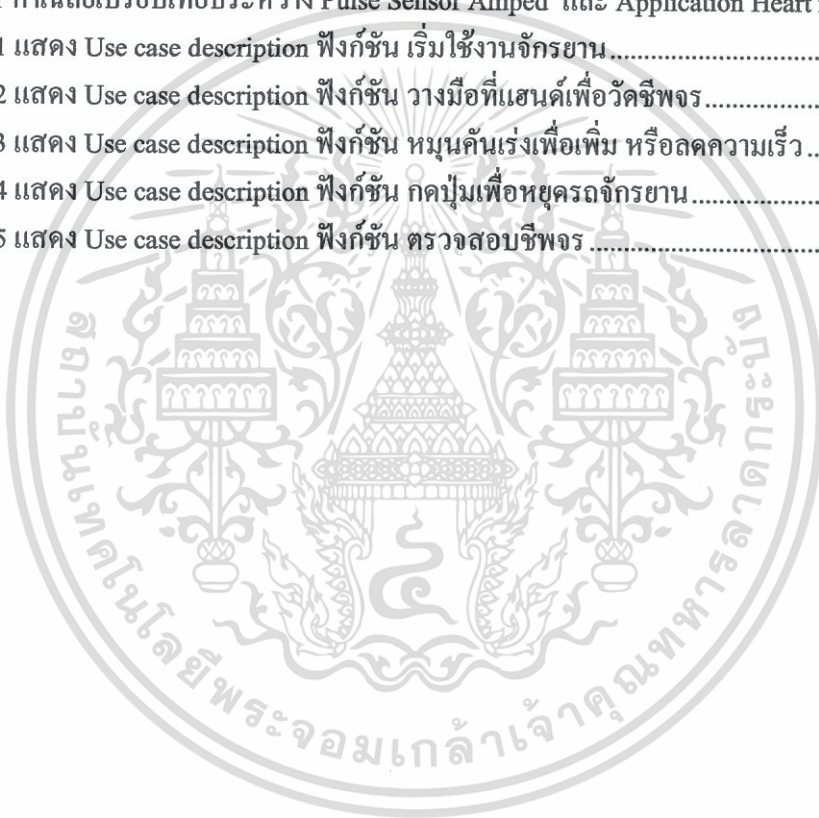 ค่าเฉลี่ยเปรียบเทียบระหว่าง Pulse Sensor Amped และ Application Heart
1 แสดง Use case description ฟังก์ชัน เริ่มใช้งานจักรยาน
2 แสดง Use case description ฟังก์ชัน วางมือที่แฮนด์เพื่อวัดชีพจร
3 แสดง Use case description ฟังก์ชัน หมุนคันเร่งเพื่อเพิ่ม หรือลดความเร็ว
4 แสดง Use case description ฟังก์ชัน กดปุ่มเพื่อหยุดรถจักรยาน
5 แสดง Use case description ฟังก์ชัน ตรวจสอบชีพจร
สถาบันเทคโนโลยีพระจอมเกล้าเจ้าคุณทหารลาดกระบัง